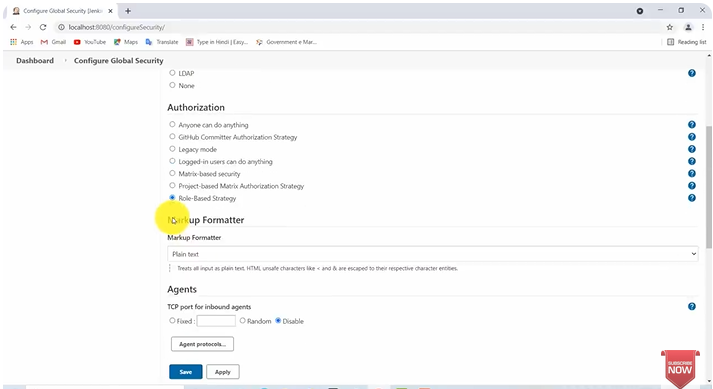 Configure Global Security [Jenk
localhost:8080/configureSecurity/
Apps Gmail YouTube Maps Translate Type in Hindi | Easy... Government e Mar... Reading list
Dashboard Configure Global Security
LDAP
None
Authorization
Anyone can do anything
GitHub Committer Authorization Strategy
Legacy mode
Logged-in users can do anything
Matrix-based security
Project-based Matrix Authorization Strategy
Role-Based Strategy
Markup Formatter
Markup Formatter
Plain text
Treats all input as plain text. HTML unsafe characters like < and & are escaped to their respective character entities.
Agents
TCP port for inbound agents
Fixed : Random Disable
Agent protocols...
Save Apply
SUBSCRIBE
NOW